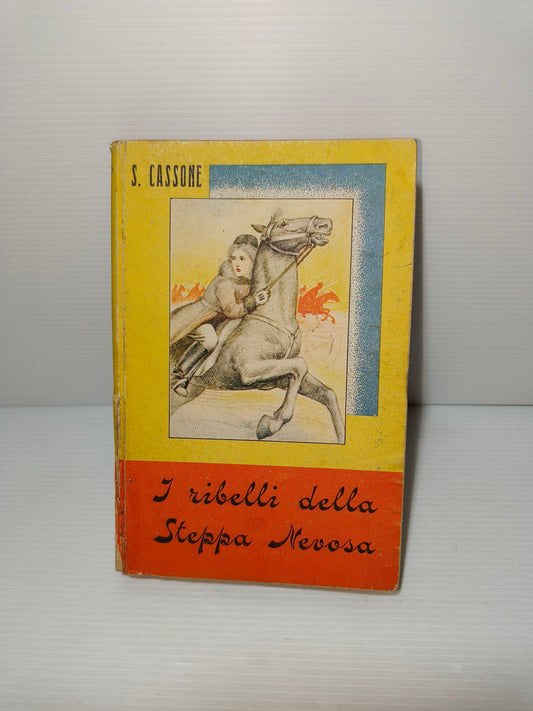 S. CASSONE
I ribelli della
Steppa Nevosa